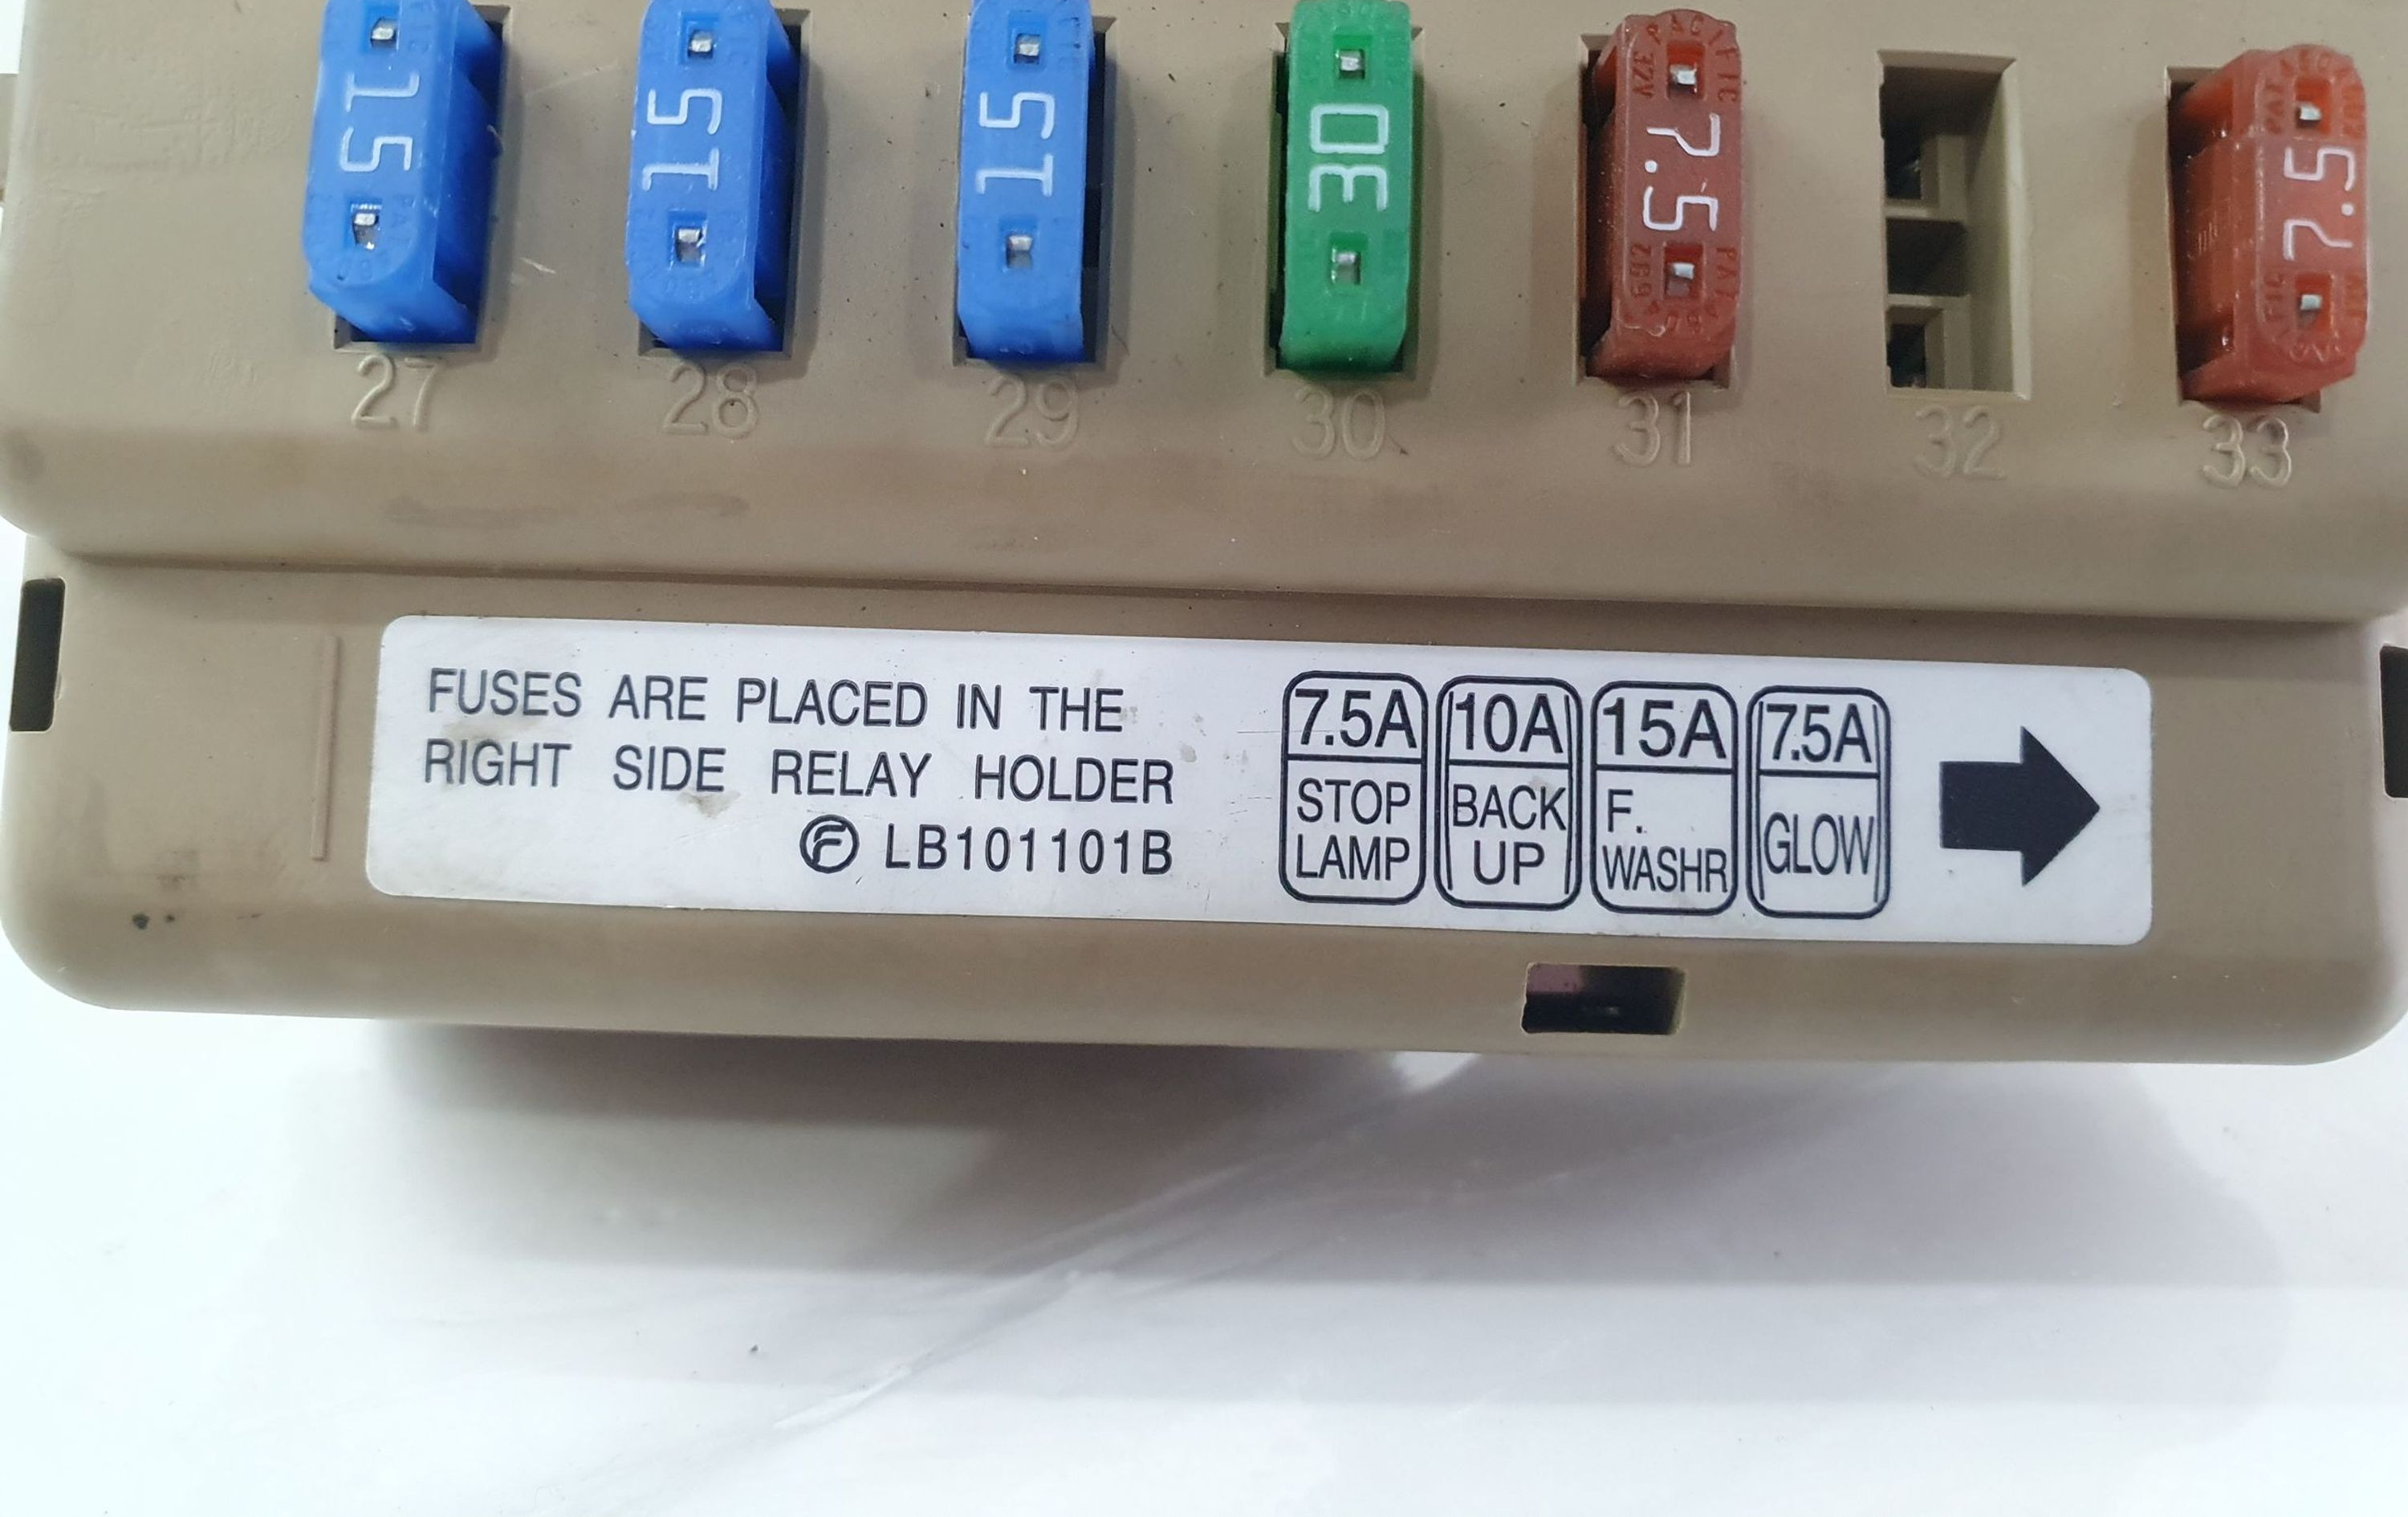 15 15 15 30 7.5 7.5
27 28 29 30 31 32 33
FUSES ARE PLACED IN THE
RIGHT SIDE RELAY HOLDER
LB101101B
7.5A 10A 15A 7.5A
STOP LAMP
BACK UP
F. WASHR
GLOW